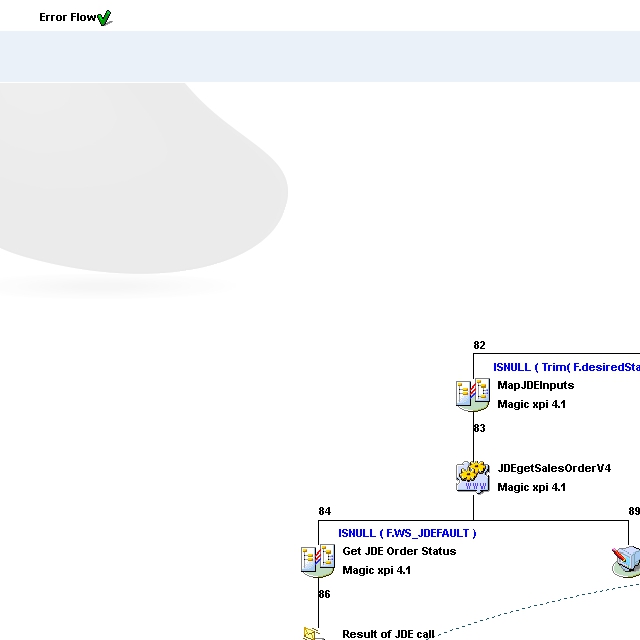 Error Flow
82
ISNULL ( Trim( F.desiredSta
MapJDEInputs
Magic xpi 4.1
83
JDEgetSalesOrderV4
Magic xpi 4.1
84
89
ISNULL ( F.WS_JDEFAULT )
Get JDE Order Status
Magic xpi 4.1
86
Result of JDE call